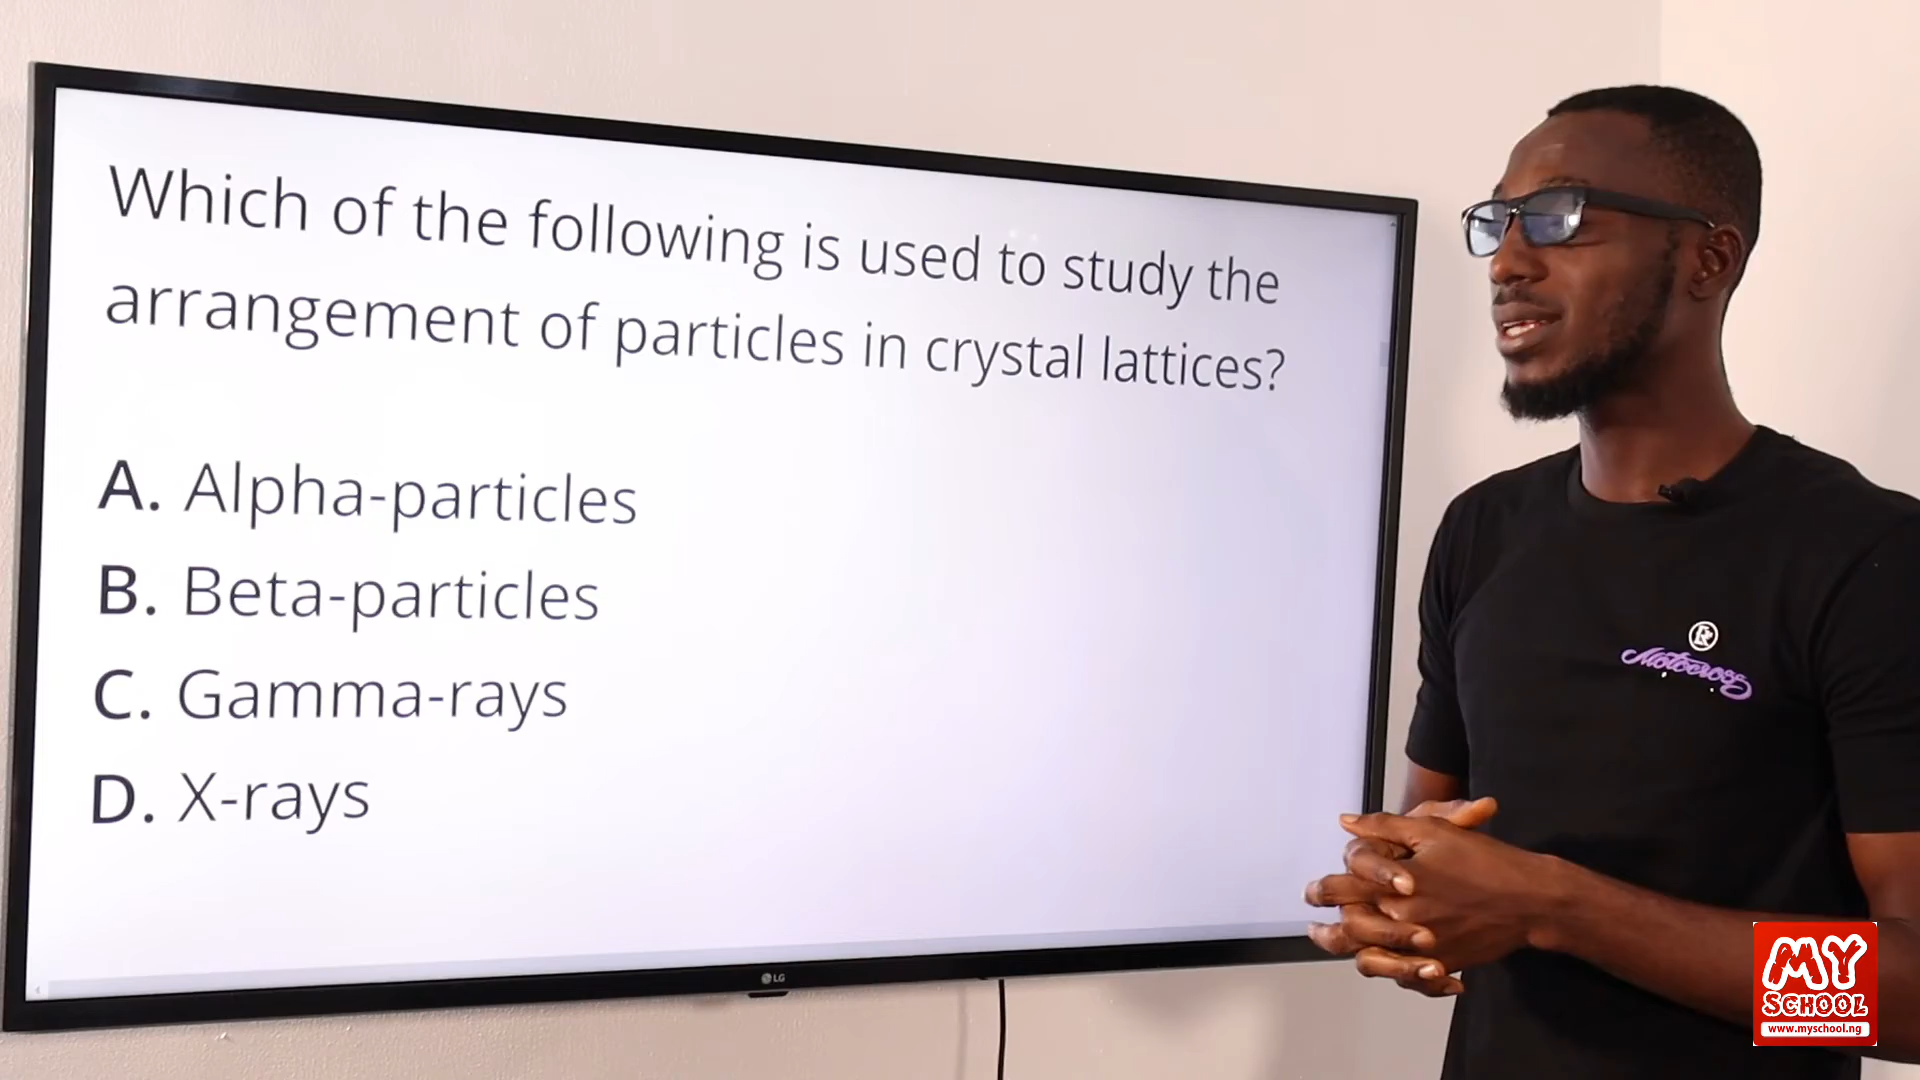 Which of the following is used to study the
arrangement of particles in crystal lattices?
A. Alpha-particles
B. Beta-particles
C. Gamma-rays
D. X-rays
LG
Motocross
MY
SCHOOL
www.myschool.ng